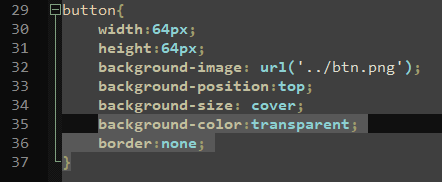 29 button{
30 width:64px;
31 height:64px;
32 background-image: url('../btn.png');
33 background-position:top;
34 background-size: cover;
35 background-color:transparent;
36 border:none;
37 }